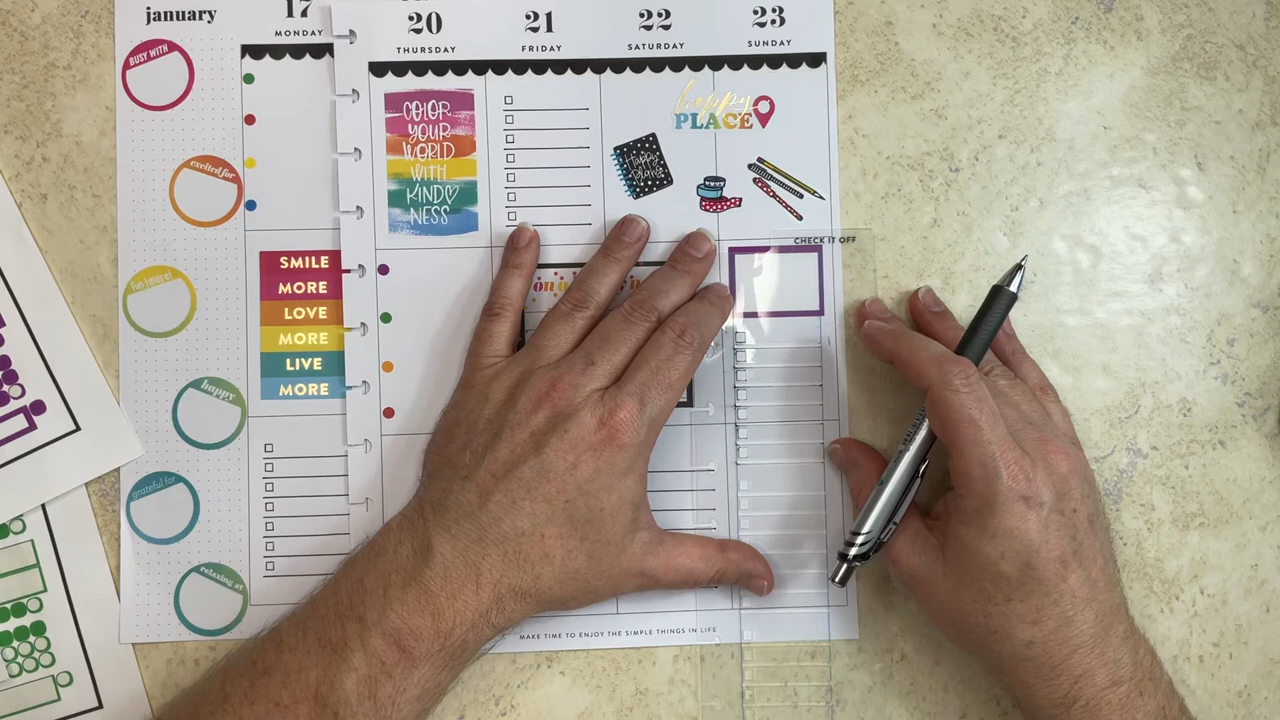 january
17
MONDAY
20
THURSDAY
21
FRIDAY
22
SATURDAY
23
SUNDAY
BUSY WITH
excited for
fun times at
happy
grateful for
relaxing at
SMILE
MORE
LOVE
MORE
LIVE
MORE
COLOR
YOUR
WORLD
WITH
KIND
NESS
happy
PLACE
Happy
CHECK IT OFF
MAKE TIME TO ENJOY THE SIMPLE THINGS IN LIFE